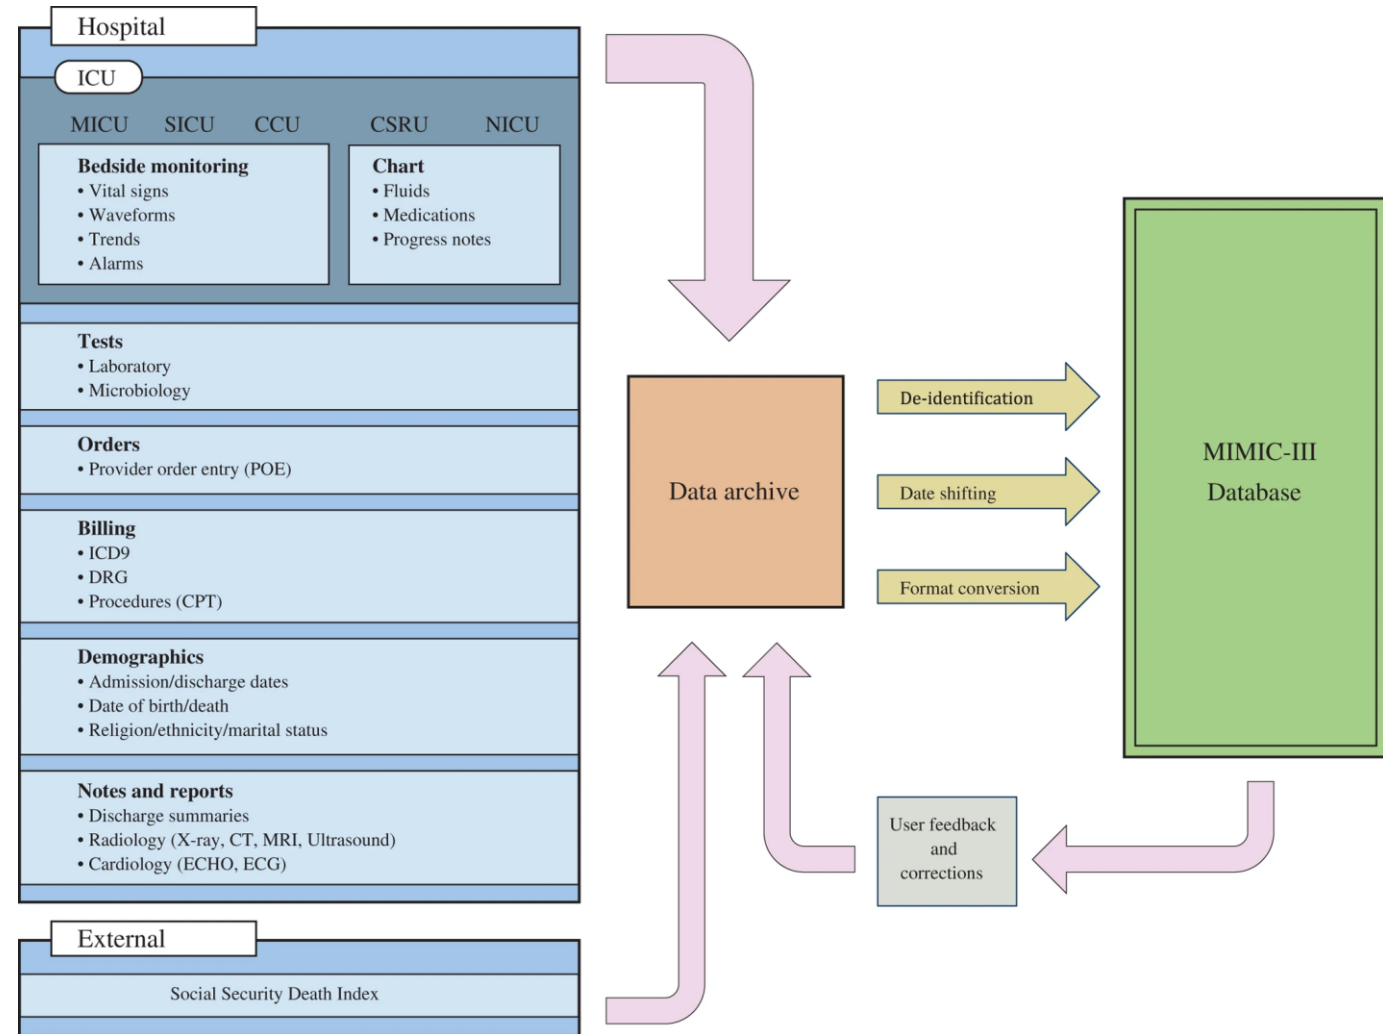 Hospital
ICU
MICU SICU CCU CSRU NICU
Bedside monitoring
• Vital signs
• Waveforms
• Trends
• Alarms
Chart
• Fluids
• Medications
• Progress notes
Tests
• Laboratory
• Microbiology
Orders
• Provider order entry (POE)
Billing
• ICD9
• DRG
• Procedures (CPT)
Demographics
• Admission/discharge dates
• Date of birth/death
• Religion/ethnicity/marital status
Notes and reports
• Discharge summaries
• Radiology (X-ray, CT, MRI, Ultrasound)
• Cardiology (ECHO, ECG)
External
Social Security Death Index
Data archive
De-identification
Date shifting
Format conversion
MIMIC-III
Database
User feedback
and
corrections